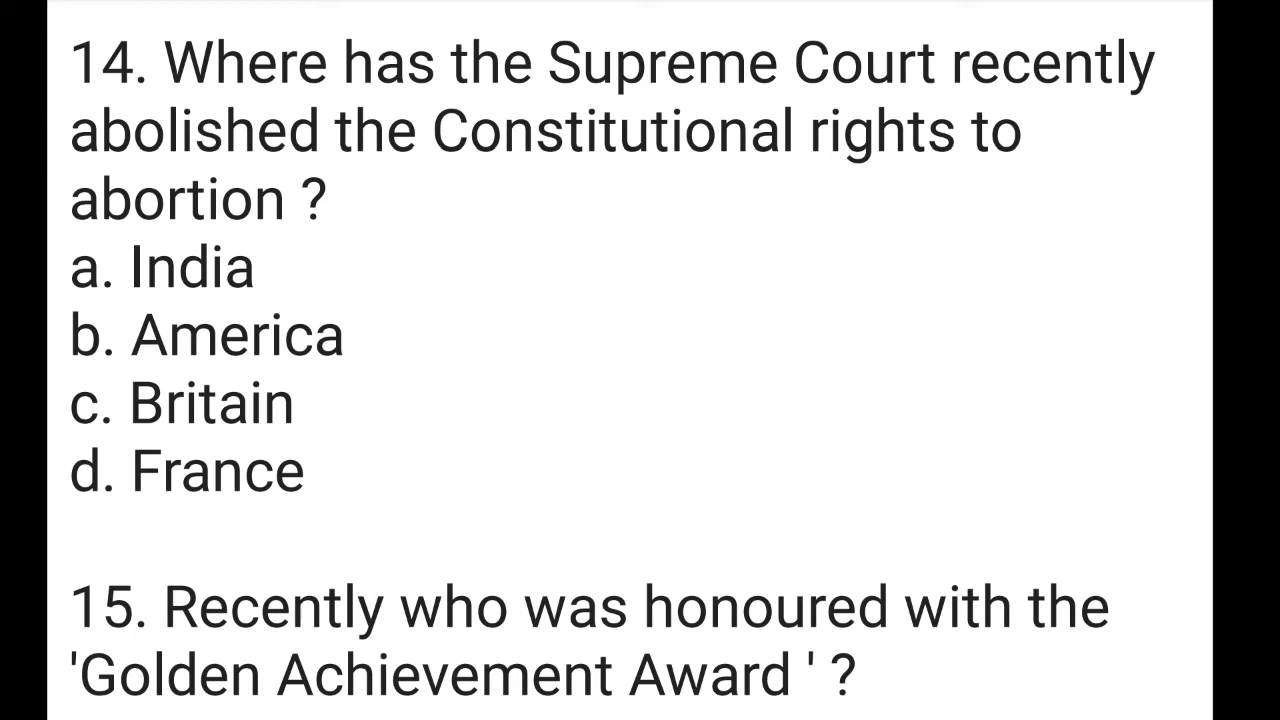 14. Where has the Supreme Court recently
abolished the Constitutional rights to
abortion ?
a. India
b. America
c. Britain
d. France
15. Recently who was honoured with the
'Golden Achievement Award ' ?